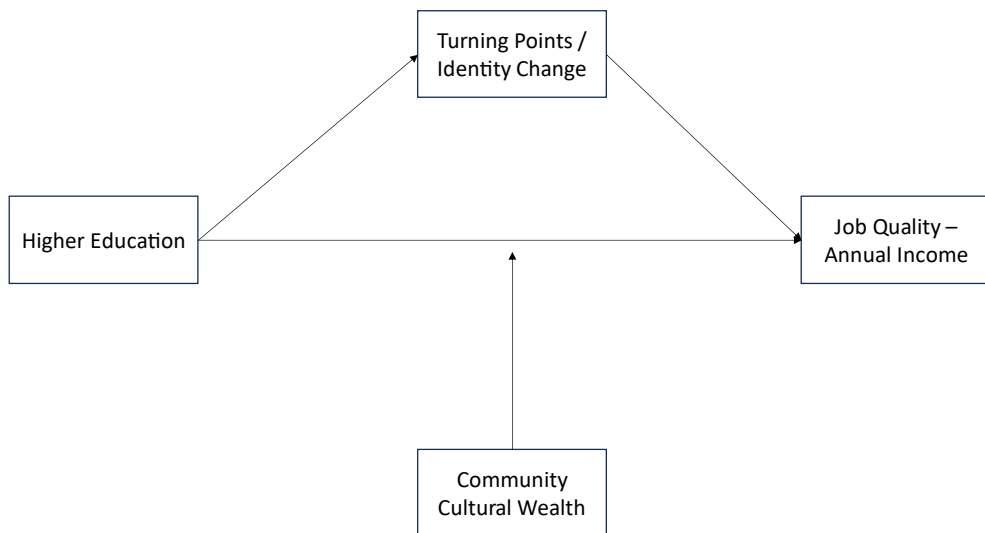 Turning Points /
Identity Change
Higher Education
Job Quality –
Annual Income
Community
Cultural Wealth